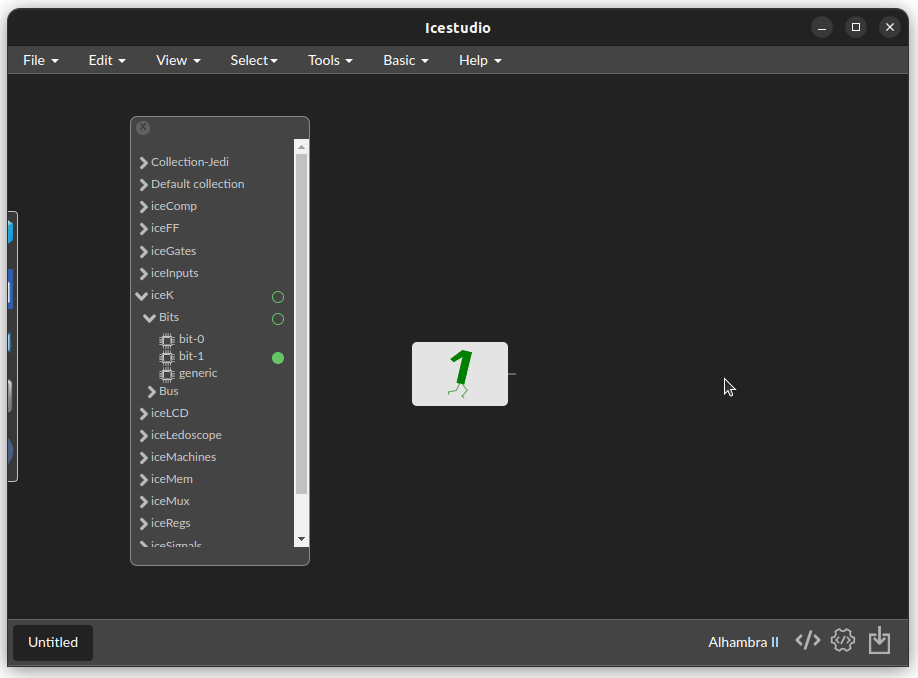 Icestudio
File Edit View Select Tools Basic Help
X
Collection-Jedi
Default collection
iceComp
iceFF
iceGates
iceInputs
iceK
Bits
bit-0
bit-1
generic
Bus
iceLCD
iceLedoscope
iceMachines
iceMem
iceMux
iceRegs
iceSignals
1
Untitled
Alhambra II </> </>